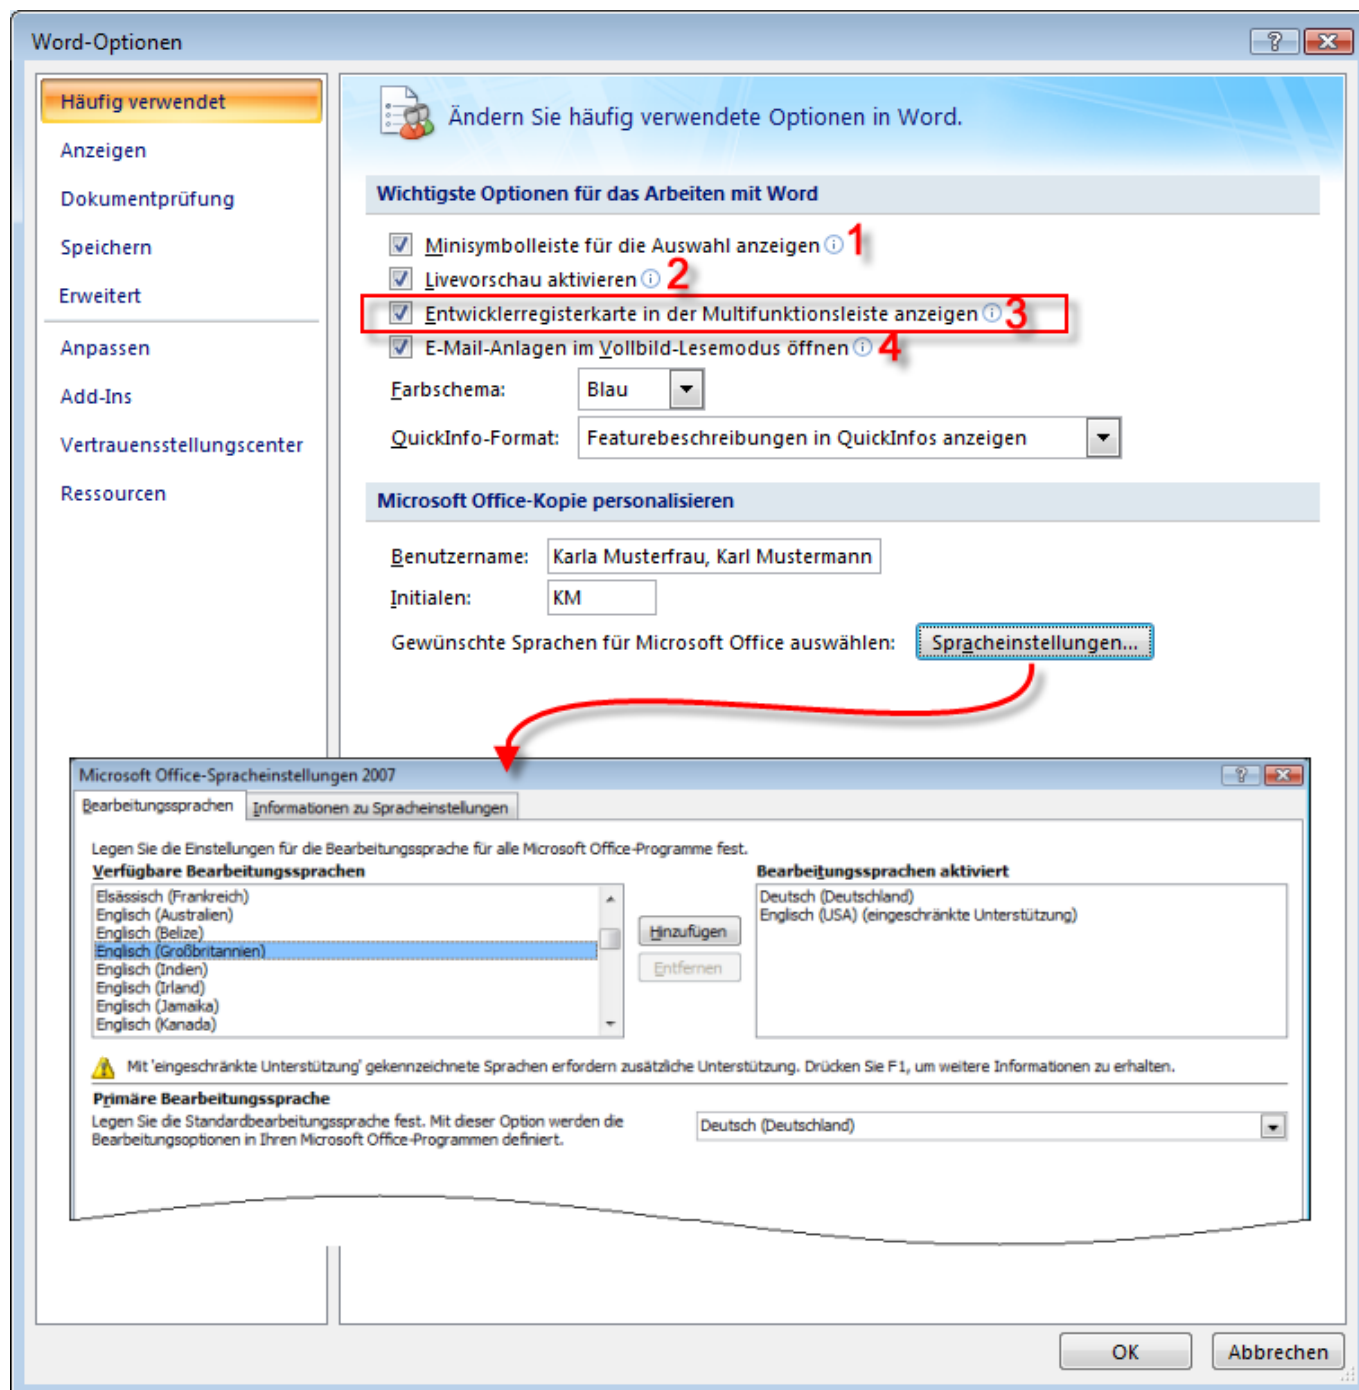 Word-Optionen
Häufig verwendet
Anzeigen
Dokumentprüfung
Speichern
Erweitert
Anpassen
Add-Ins
Vertrauensstellungscenter
Ressourcen
Ändern Sie häufig verwendete Optionen in Word.
Wichtigste Optionen für das Arbeiten mit Word
Minisymbolleiste für die Auswahl anzeigen 1
Livevorschau aktivieren 2
Entwicklerregisterkarte in der Multifunktionsleiste anzeigen 3
E-Mail-Anlagen im Vollbild-Lesemodus öffnen 4
Farbschema: Blau
QuickInfo-Format: Featurebeschreibungen in QuickInfos anzeigen
Microsoft Office-Kopie personalisieren
Benutzername: Karla Musterfrau, Karl Mustermann
Initialen: KM
Gewünschte Sprachen für Microsoft Office auswählen: Spracheinstellungen...
Microsoft Office-Spracheinstellungen 2007
Bearbeitungssprachen Informationen zu Spracheinstellungen
Legen Sie die Einstellungen für die Bearbeitungssprache für alle Microsoft Office-Programme fest.
Verfügbare Bearbeitungssprachen
Elsässisch (Frankreich)
Englisch (Australien)
Englisch (Belize)
Englisch (Großbritannien)
Englisch (Indien)
Englisch (Irland)
Englisch (Jamaika)
Englisch (Kanada)
Hinzufügen
Entfernen
Bearbeitungssprachen aktiviert
Deutsch (Deutschland)
Englisch (USA) (eingeschränkte Unterstützung)
Mit 'eingeschränkte Unterstützung' gekennzeichnete Sprachen erfordern zusätzliche Unterstützung. Drücken Sie F1, um weitere Informationen zu erhalten.
Primäre Bearbeitungssprache
Legen Sie die Standardbearbeitungssprache fest. Mit dieser Option werden die
Bearbeitungsoptionen in Ihren Microsoft Office-Programmen definiert.
Deutsch (Deutschland)
OK Abbrechen